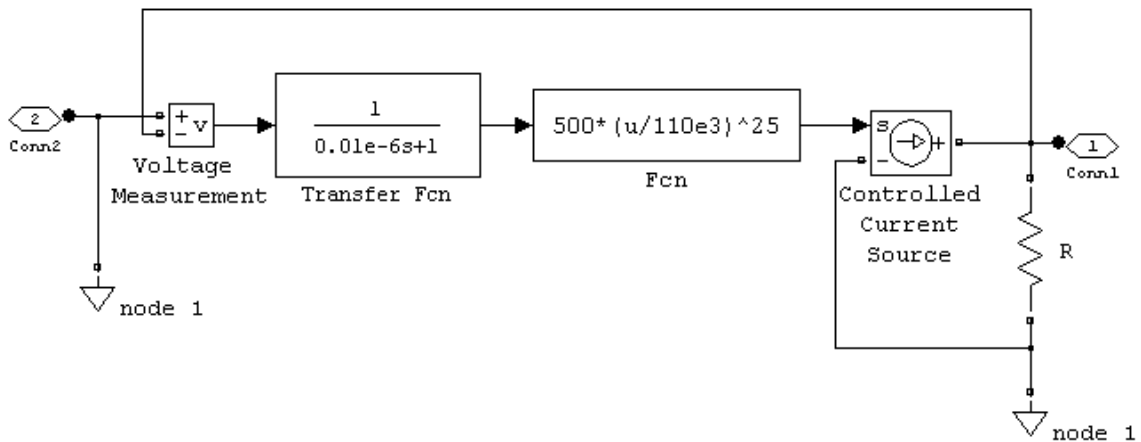 2
Conn2
+
-
v
Voltage
Measurement
1
0.01e-6s+1
Transfer Fcn
500*(u/110e3)^25
Fcn
s
-
+
Controlled
Current
Source
1
Conn1
R
node 1
node 1